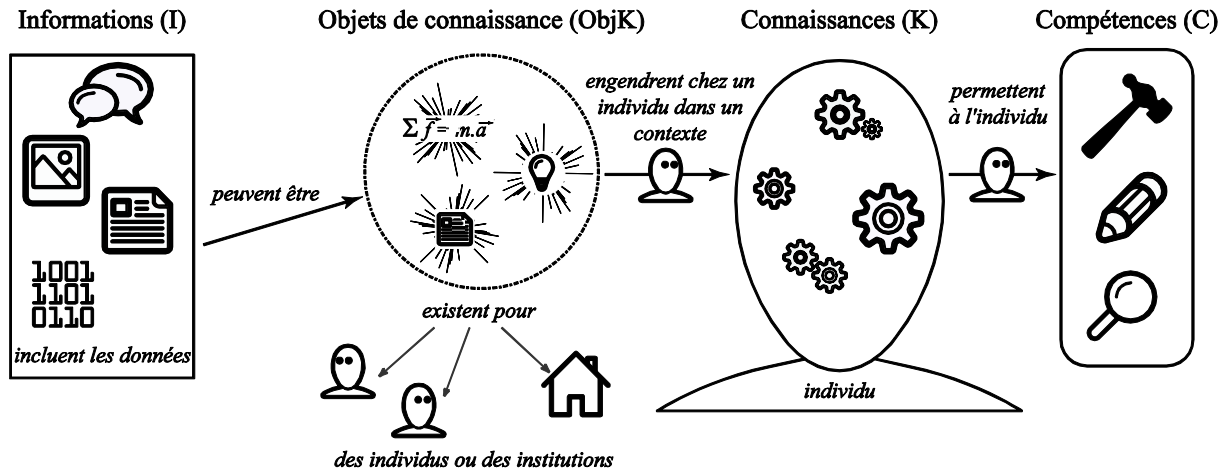 Informations (I)
Objets de connaissance (ObjK)
Connaissances (K)
Compétences (C)
1001
1101
0110
incluent les données
peuvent être
Σ f = .n.a
existent pour
des individus ou des institutions
engendrent chez un
individu dans un
contexte
individu
permettent
à l'individu